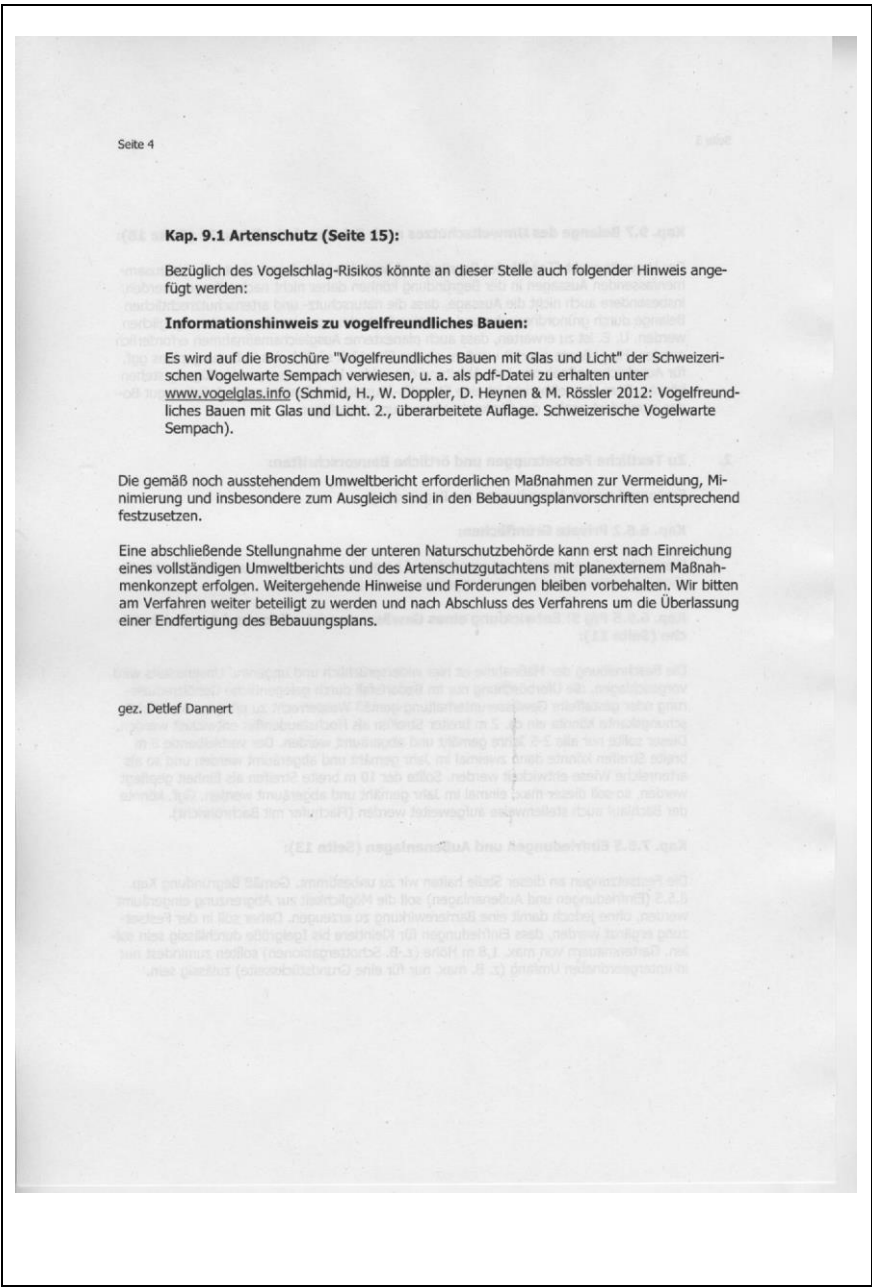 Seite 4
Kap. 9.1 Artenschutz (Seite 15):
Bezüglich des Vogelschlag-Risikos könnte an dieser Stelle auch folgender Hinweis ange-
fügt werden:
Informationshinweis zu vogelfreundliches Bauen:
Es wird auf die Broschüre "Vogelfreundliches Bauen mit Glas und Licht" der Schweizeri-
schen Vogelwarte Sempach verwiesen, u. a. als pdf-Datei zu erhalten unter
www.vogelglas.info (Schmid, H., W. Doppler, D. Heynen & M. Rössler 2012: Vogelfreund-
liches Bauen mit Glas und Licht. 2., überarbeitete Auflage. Schweizerische Vogelwarte
Sempach).
Die gemäß noch ausstehendem Umweltbericht erforderlichen Maßnahmen zur Vermeidung, Mi-
nimierung und insbesondere zum Ausgleich sind in den Bebauungsplanvorschriften entsprechend
festzusetzen.
Eine abschließende Stellungnahme der unteren Naturschutzbehörde kann erst nach Einreichung
eines vollständigen Umweltberichts und des Artenschutzgutachtens mit planexternem Maßnah-
menkonzept erfolgen. Weitergehende Hinweise und Forderungen bleiben vorbehalten. Wir bitten
am Verfahren weiter beteiligt zu werden und nach Abschluss des Verfahrens um die Überlassung
einer Endfertigung des Bebauungsplans.
gez. Detlef Dannert